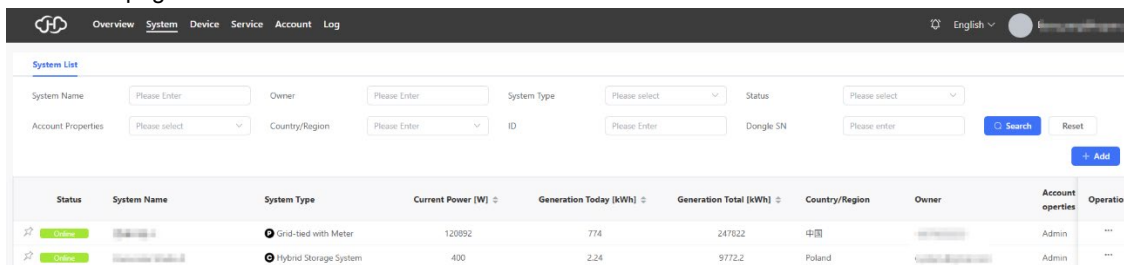 Overview System Device Service Account Log English
System List
System Name Please Enter Owner Please Enter System Type Please select Status Please select
Account Properties Please select Country/Region Please Enter ID Please Enter Dongle SN Please enter Search Reset
+ Add
Status System Name System Type Current Power [W] Generation Today [kWh] Generation Total [kWh] Country/Region Owner Account operties Operatio
Online P Grid-tied with Meter 120892 774 247822 中国 Admin ...
Online Hybrid Storage System 400 2.24 9772.2 Poland Admin ...